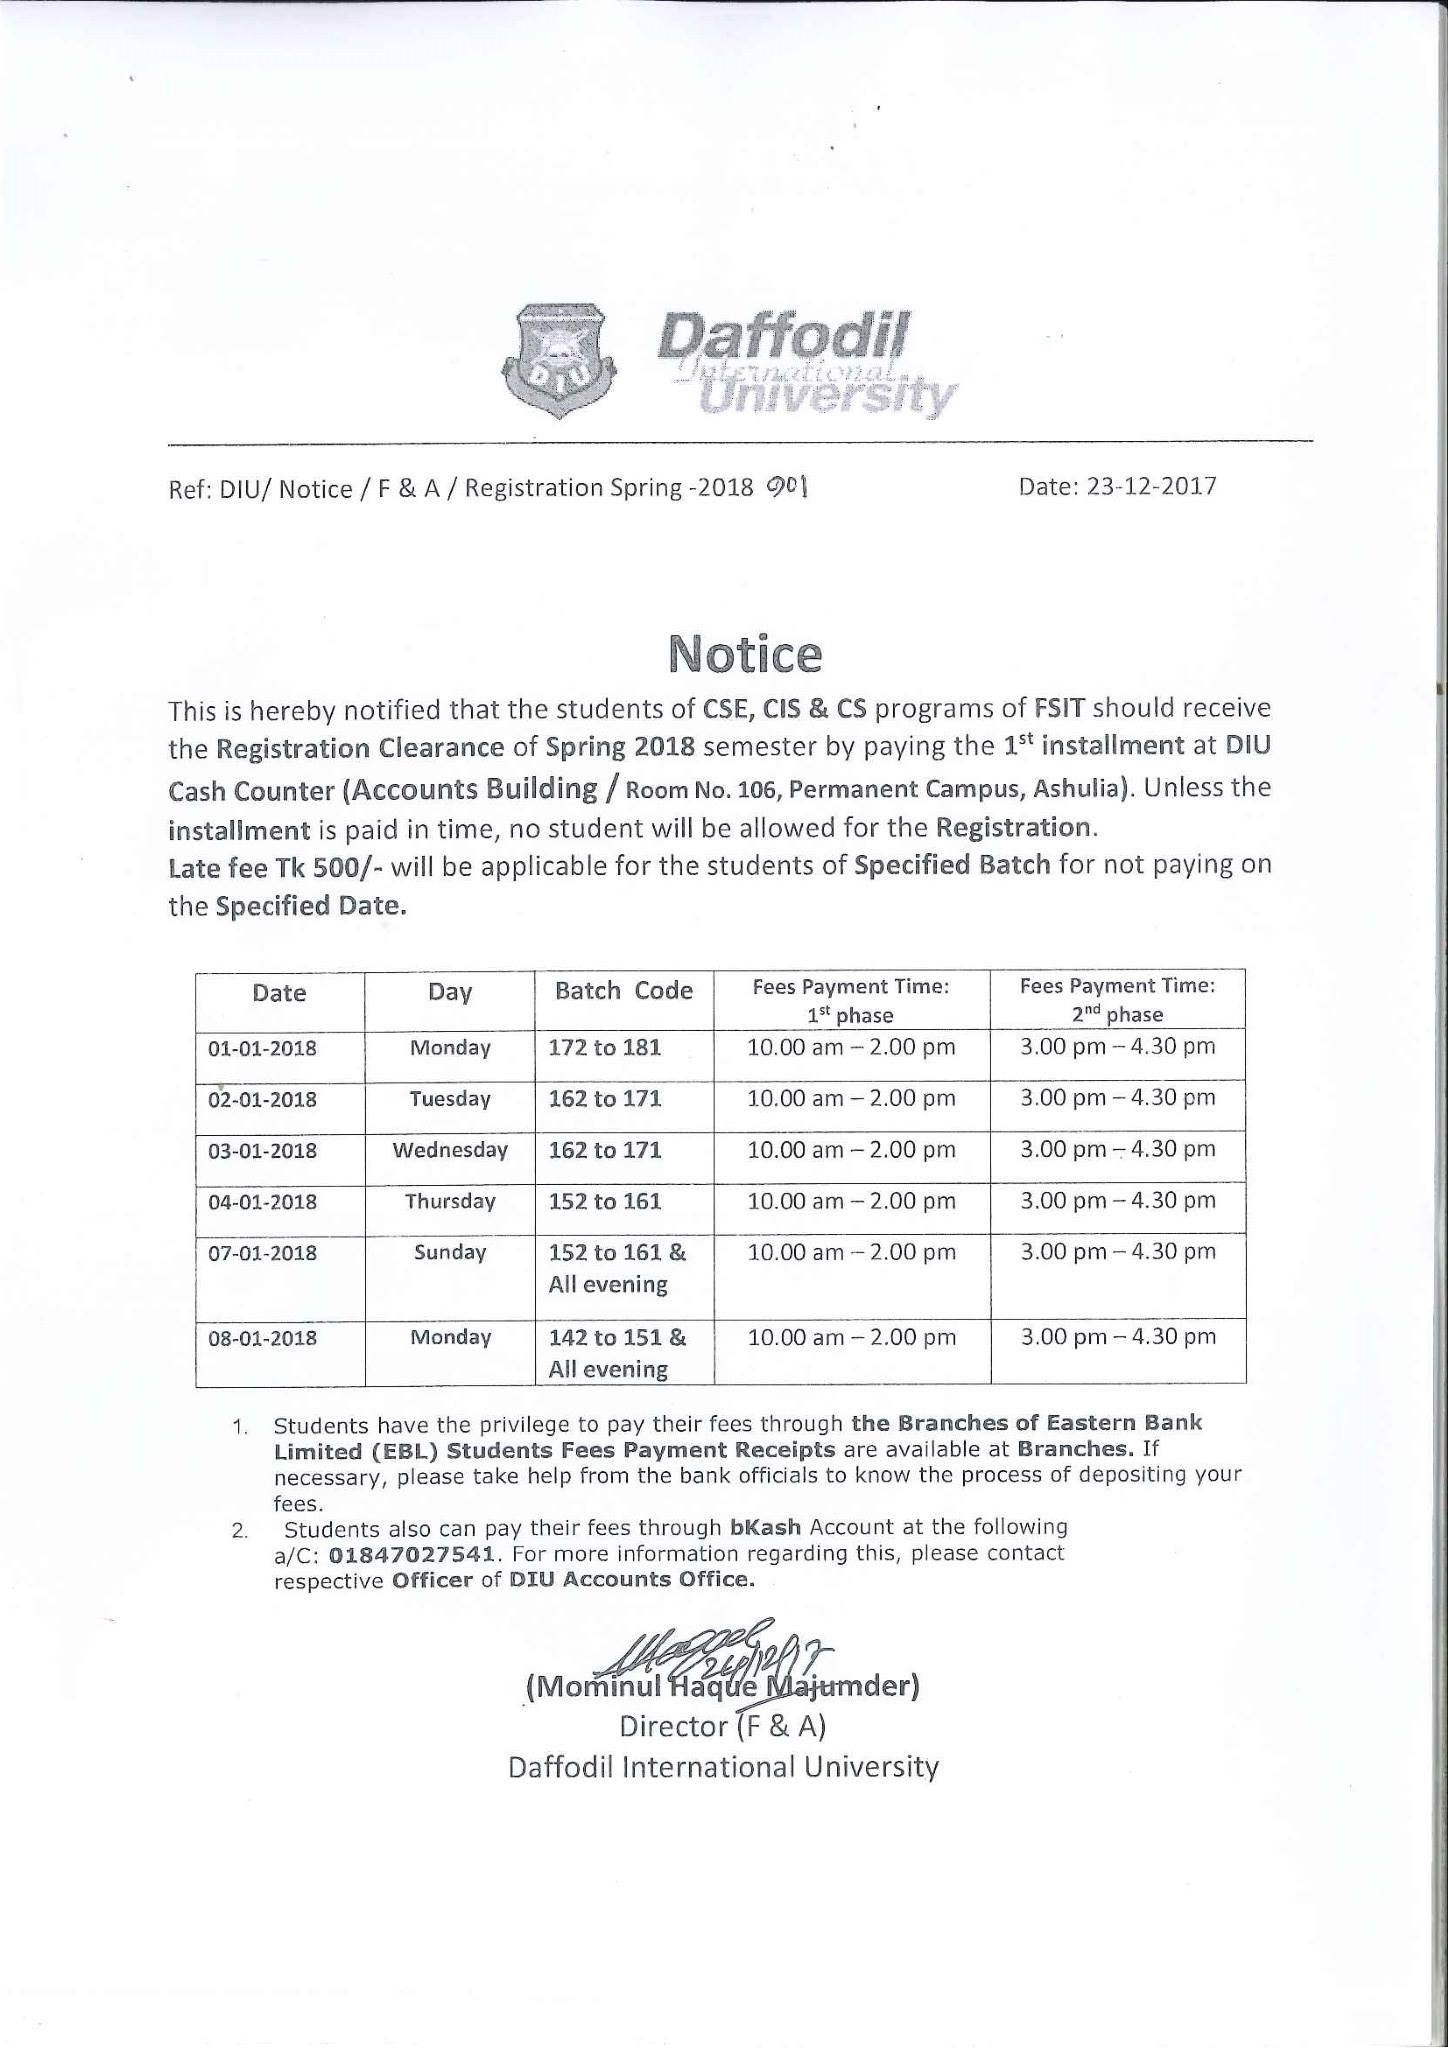 DIU
Daffodil
International
University
Ref: DIU/ Notice / F & A / Registration Spring -2018
Date: 23-12-2017
Notice
This is hereby notified that the students of CSE, CIS & CS programs of FSIT should receive
the Registration Clearance of Spring 2018 semester by paying the 1st installment at DIU
Cash Counter (Accounts Building / Room No. 106, Permanent Campus, Ashulia). Unless the
installment is paid in time, no student will be allowed for the Registration.
Late fee Tk 500/- will be applicable for the students of Specified Batch for not paying on
the Specified Date.
Date Day Batch Code Fees Payment Time: 1st phase Fees Payment Time: 2nd phase
01-01-2018 Monday 172 to 181 10.00 am – 2.00 pm 3.00 pm – 4.30 pm
02-01-2018 Tuesday 162 to 171 10.00 am – 2.00 pm 3.00 pm – 4.30 pm
03-01-2018 Wednesday 162 to 171 10.00 am – 2.00 pm 3.00 pm – 4.30 pm
04-01-2018 Thursday 152 to 161 10.00 am – 2.00 pm 3.00 pm – 4.30 pm
07-01-2018 Sunday 152 to 161 & 10.00 am – 2.00 pm 3.00 pm – 4.30 pm
All evening
08-01-2018 Monday 142 to 151 & 10.00 am – 2.00 pm 3.00 pm – 4.30 pm
All evening
1. Students have the privilege to pay their fees through the Branches of Eastern Bank
Limited (EBL) Students Fees Payment Receipts are available at Branches. If
necessary, please take help from the bank officials to know the process of depositing your
fees.
2. Students also can pay their fees through bKash Account at the following
a/C: 01847027541. For more information regarding this, please contact
respective Officer of DIU Accounts Office.
(Mominul Haque Majumder)
Director (F & A)
Daffodil International University